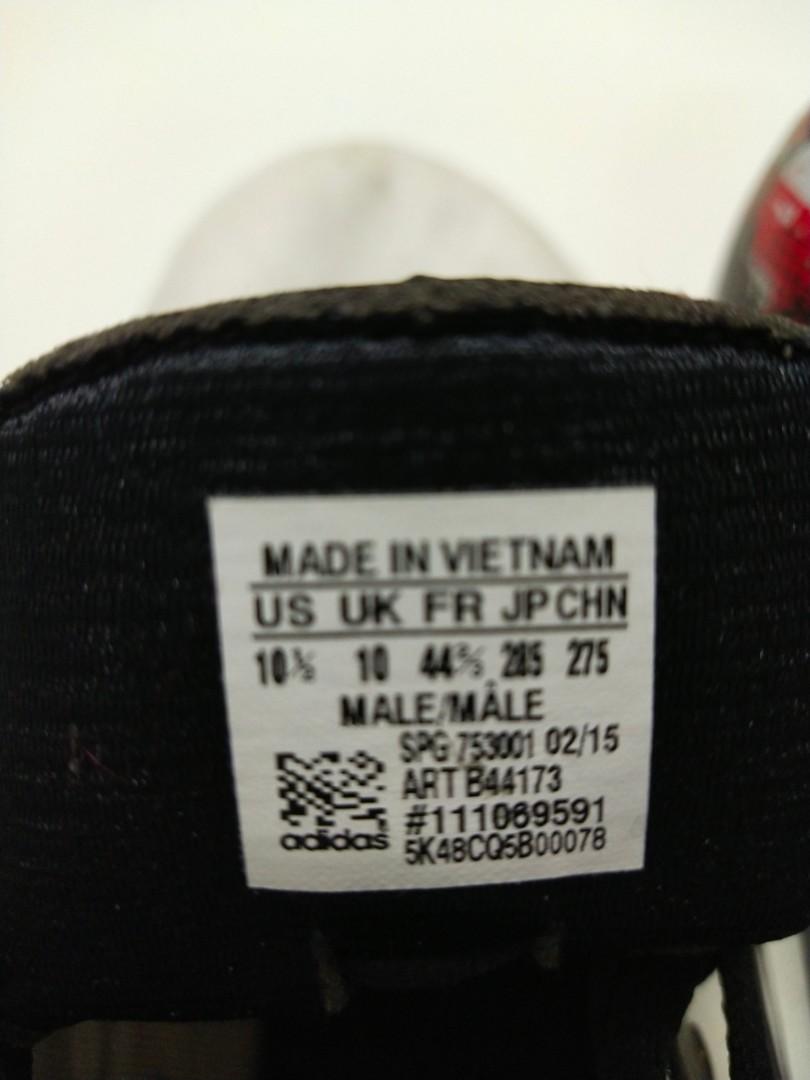 MADE IN VIETNAM
US UK FR JP CHN
10½ 10 44⅔ 285 275
MALE/MÂLE
SPG 753001 02/15
ART B44173
#111069591
5K48CQ5B00078
adidas